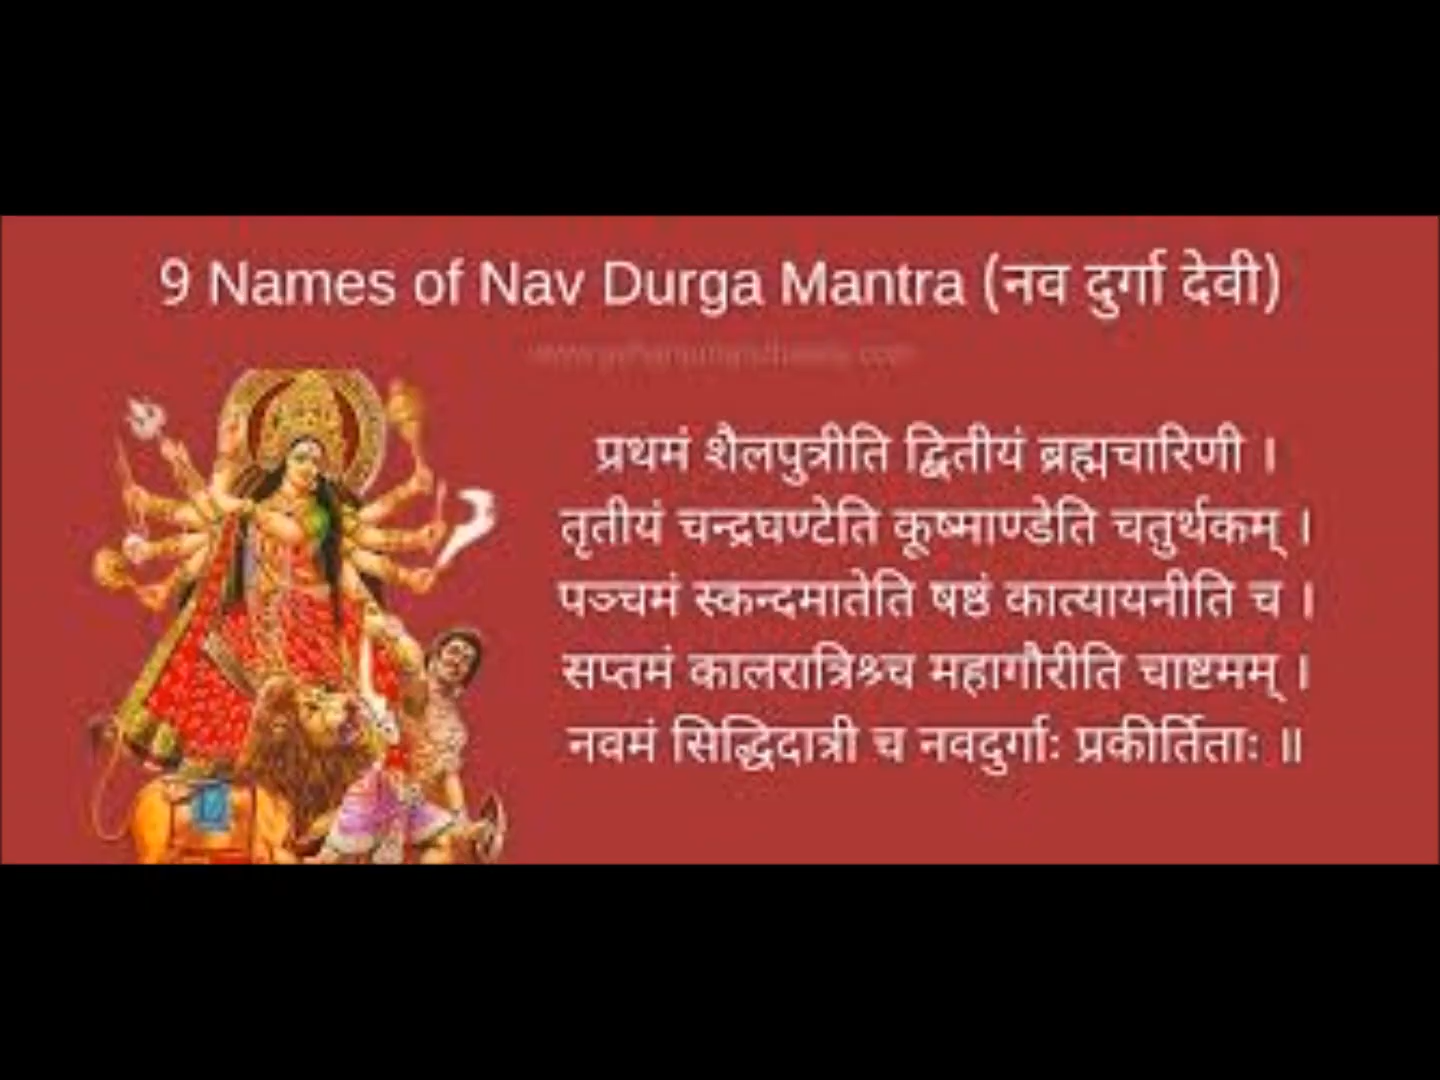 9 Names of Nav Durga Mantra (नव दुर्गा देवी)
प्रथमं शैलपुत्रीति द्वितीयं ब्रह्मचारिणी ।
तृतीयं चन्द्रघण्टेति कूष्माण्डेति चतुर्थकम् ।
पञ्चमं स्कन्दमातेति षष्ठं कात्यायनीति च ।
सप्तमं कालरात्रिश्र्च महागौरीति चाष्टमम् ।
नवमं सिद्धिदात्री च नवदुर्गाः प्रकीर्तिताः ॥